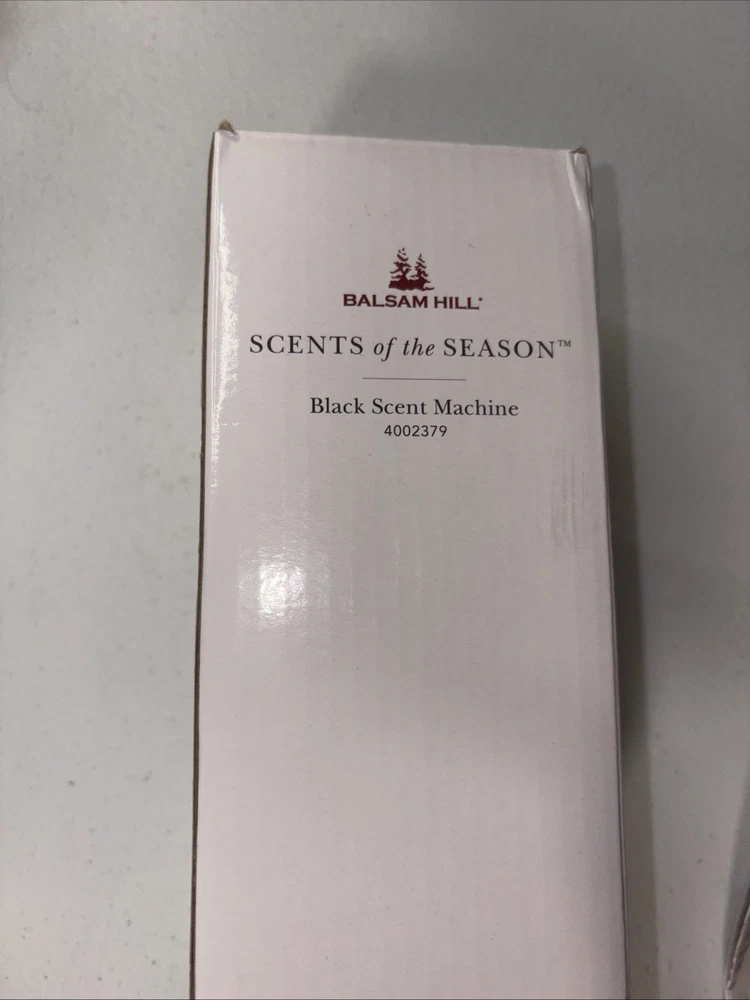 BALSAM HILL®
SCENTS of the SEASON™
Black Scent Machine
4002379